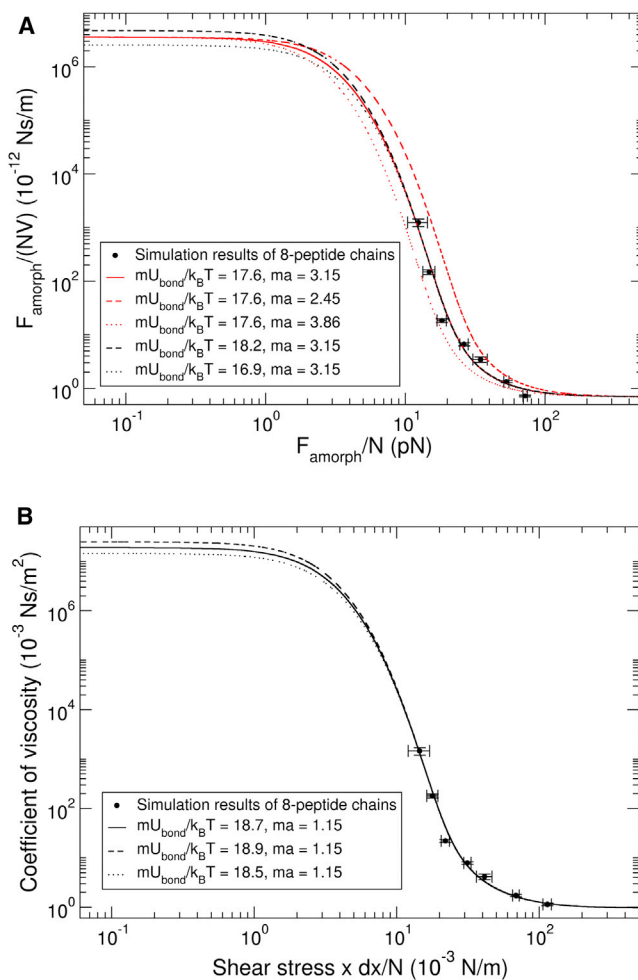 A
F_amorph/(NV) (10^-12 Ns/m)
10^6
10^4
10^2
10^0
Simulation results of 8-peptide chains
mU_bond/k_BT = 17.6, ma = 3.15
mU_bond/k_BT = 17.6, ma = 2.45
mU_bond/k_BT = 17.6, ma = 3.86
mU_bond/k_BT = 18.2, ma = 3.15
mU_bond/k_BT = 16.9, ma = 3.15
10^-1 10^0 10^1 10^2
F_amorph/N (pN)
B
Coefficient of viscosity (10^-3 Ns/m^2)
10^6
10^4
10^2
10^0
Simulation results of 8-peptide chains
mU_bond/k_BT = 18.7, ma = 1.15
mU_bond/k_BT = 18.9, ma = 1.15
mU_bond/k_BT = 18.5, ma = 1.15
10^-1 10^0 10^1 10^2
Shear stress x dx/N (10^-3 N/m)